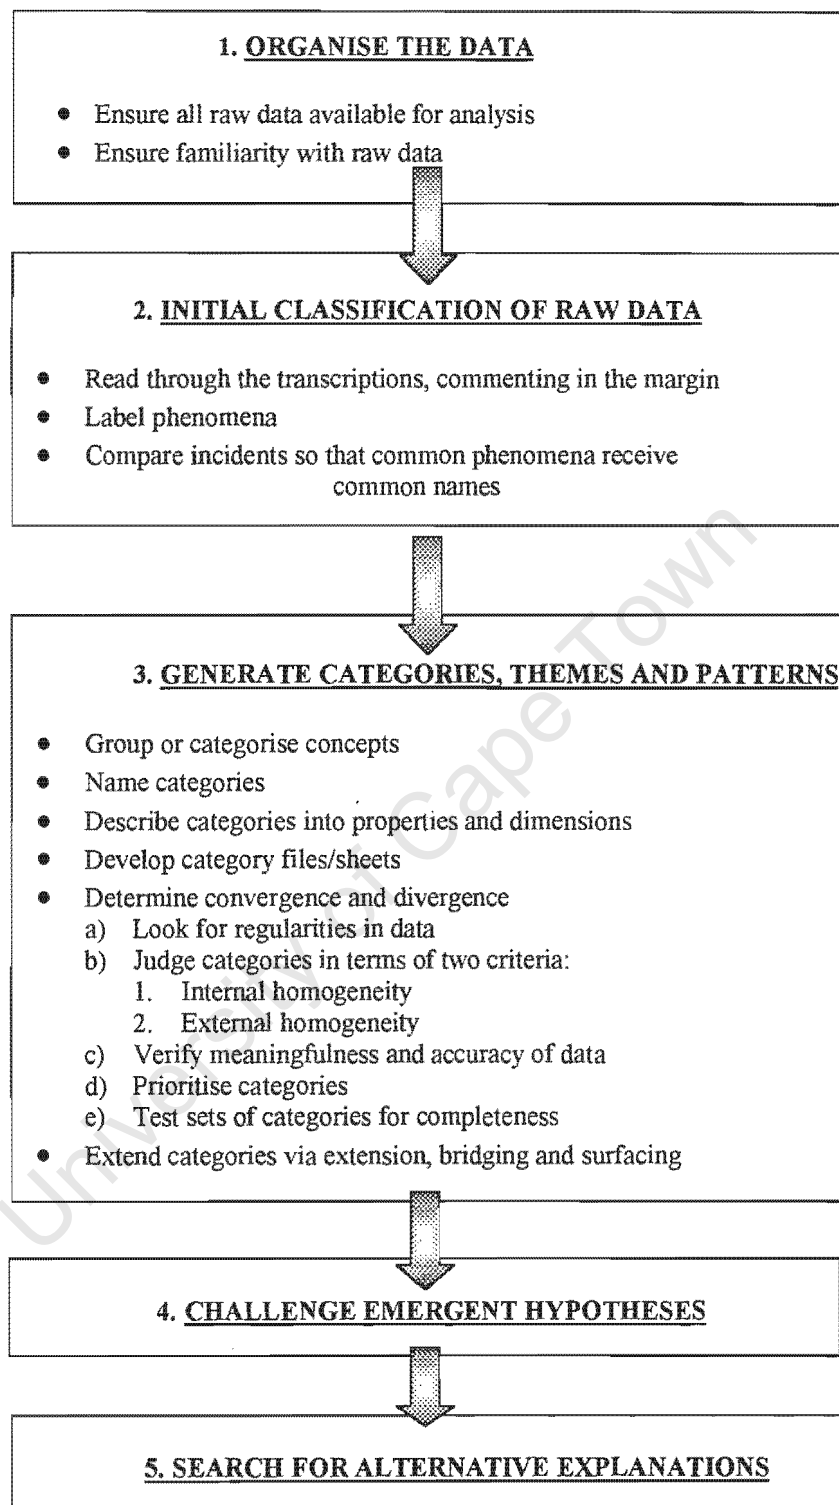 1. ORGANISE THE DATA
• Ensure all raw data available for analysis
• Ensure familiarity with raw data
2. INITIAL CLASSIFICATION OF RAW DATA
• Read through the transcriptions, commenting in the margin
• Label phenomena
• Compare incidents so that common phenomena receive
common names
3. GENERATE CATEGORIES, THEMES AND PATTERNS
• Group or categorise concepts
• Name categories
• Describe categories into properties and dimensions
• Develop category files/sheets
• Determine convergence and divergence
a) Look for regularities in data
b) Judge categories in terms of two criteria:
1. Internal homogeneity
2. External homogeneity
c) Verify meaningfulness and accuracy of data
d) Prioritise categories
e) Test sets of categories for completeness
• Extend categories via extension, bridging and surfacing
4. CHALLENGE EMERGENT HYPOTHESES
5. SEARCH FOR ALTERNATIVE EXPLANATIONS
University of Cape Town